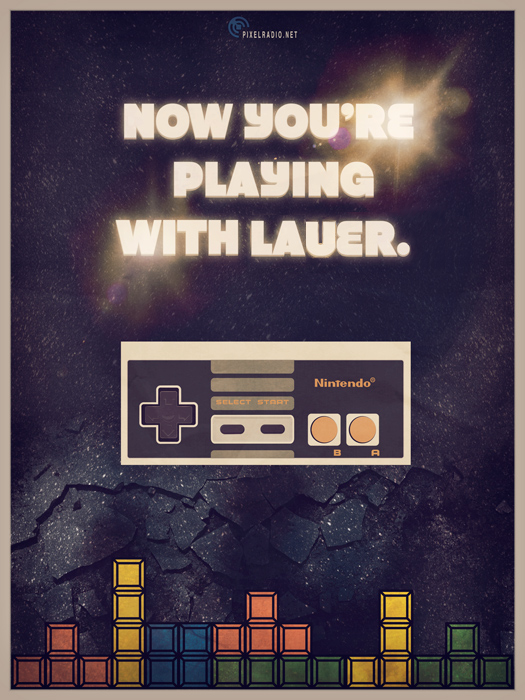 PIXELRADIO.NET
NOW YOU'RE
PLAYING
WITH LAUER.
Nintendo®
SELECT START
B A